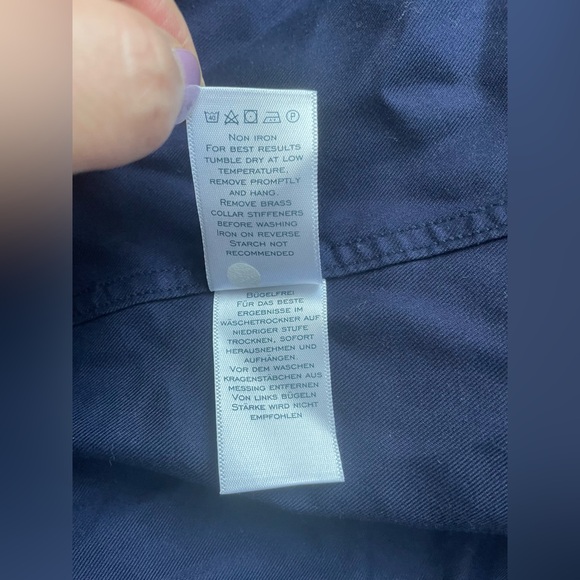 40 P
NON IRON
FOR BEST RESULTS
TUMBLE DRY AT LOW
TEMPERATURE,
REMOVE PROMPTLY
AND HANG.
REMOVE BRASS
COLLAR STIFFENERS
BEFORE WASHING
IRON ON REVERSE
STARCH NOT
RECOMMENDED
BÜGELFREI
FÜR DAS BESTE
ERGEBNISSE IM
WÄSCHETROCKNER AUF
NIEDRIGER STUFE
TROCKNEN, SOFORT
HERAUSNEHMEN UND
AUFHÄNGEN.
VOR DEM WASCHEN
KRAGENSTÄBCHEN AUS
MESSING ENTFERNEN
VON LINKS BÜGELN
STÄRKE WIRD NICHT
EMPFOHLEN